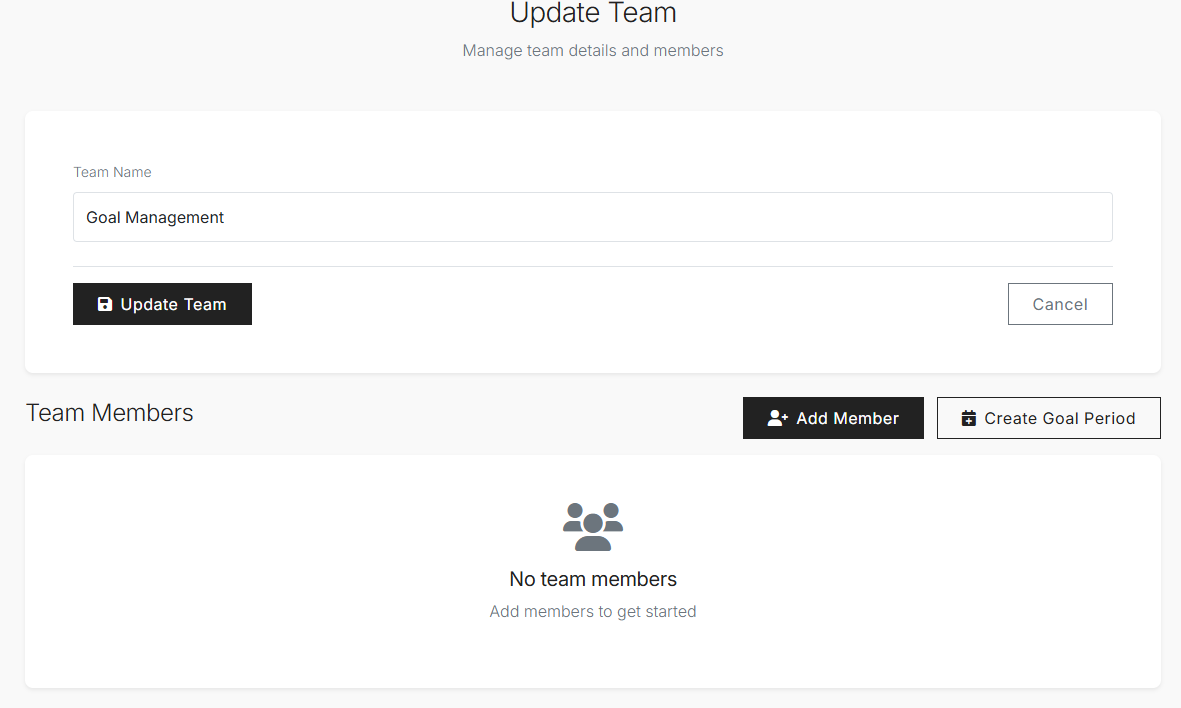 Update Team
Manage team details and members
Team Name
Goal Management
Update Team
Cancel
Team Members
Add Member
Create Goal Period
No team members
Add members to get started